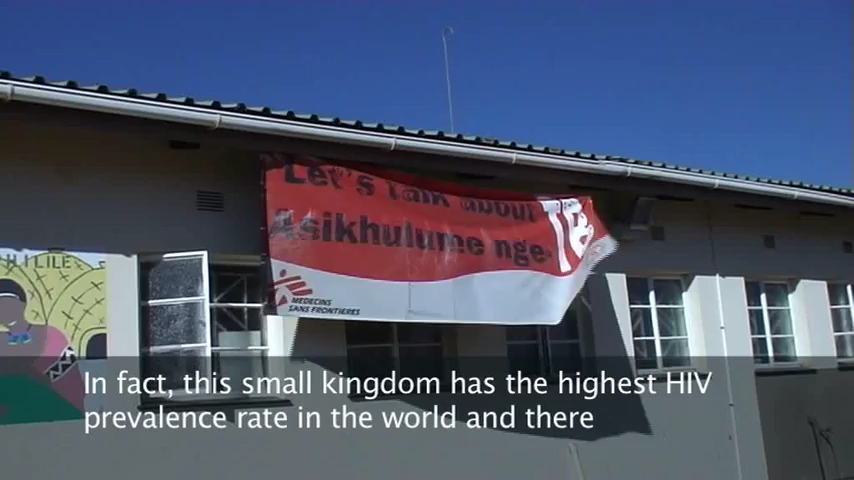 Let's Talk about
Asikhulume nge-
TB
MEDECINS
SANS FRONTIERES
In fact, this small kingdom has the highest HIV
prevalence rate in the world and there